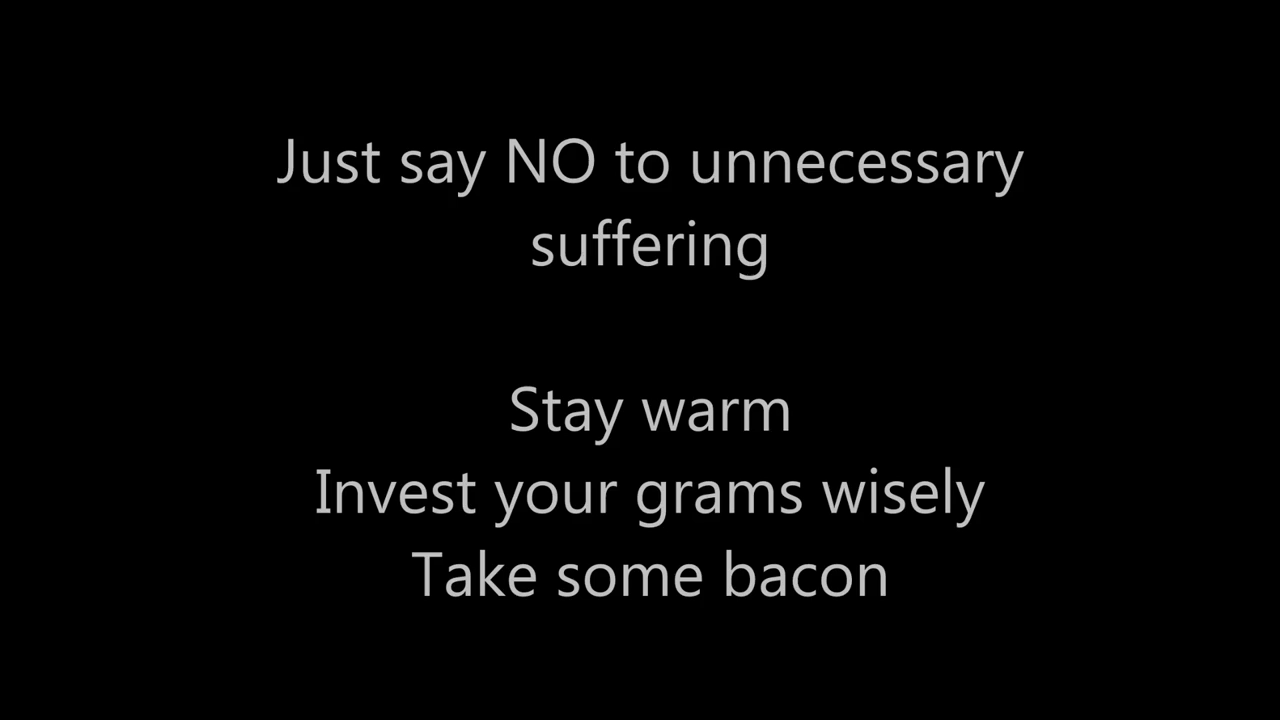 Just say NO to unnecessary
suffering
Stay warm
Invest your grams wisely
Take some bacon